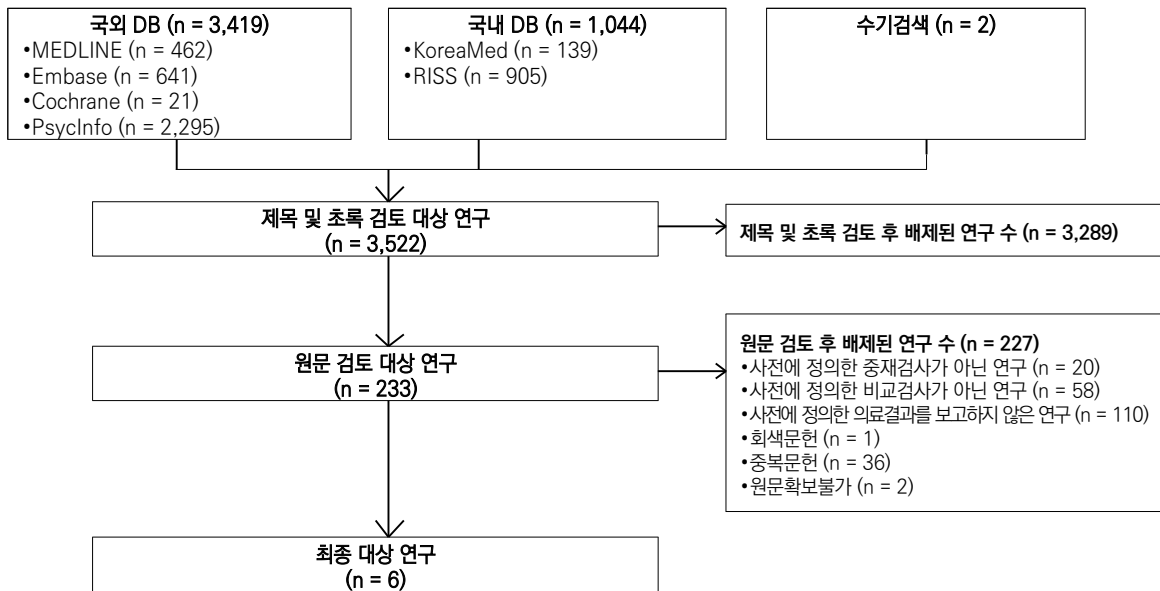 국외 DB (n = 3,419)
•MEDLINE (n = 462)
•Embase (n = 641)
•Cochrane (n = 21)
•PsycInfo (n = 2,295)
국내 DB (n = 1,044)
•KoreaMed (n = 139)
•RISS (n = 905)
수기검색 (n = 2)
제목 및 초록 검토 대상 연구
(n = 3,522)
제목 및 초록 검토 후 배제된 연구 수 (n = 3,289)
원문 검토 대상 연구
(n = 233)
원문 검토 후 배제된 연구 수 (n = 227)
•사전에 정의한 중재검사가 아닌 연구 (n = 20)
•사전에 정의한 비교검사가 아닌 연구 (n = 58)
•사전에 정의한 의료결과를 보고하지 않은 연구 (n = 110)
•회색문헌 (n = 1)
•중복문헌 (n = 36)
•원문확보불가 (n = 2)
최종 대상 연구
(n = 6)